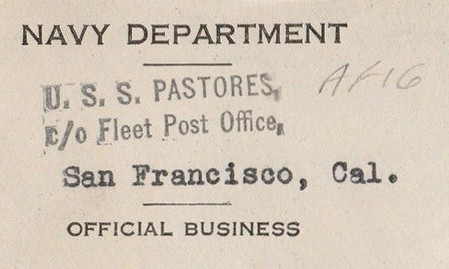 NAVY DEPARTMENT
U. S. S. PASTORES, AF16
c/o Fleet Post Office,
San Francisco, Cal.
OFFICIAL BUSINESS